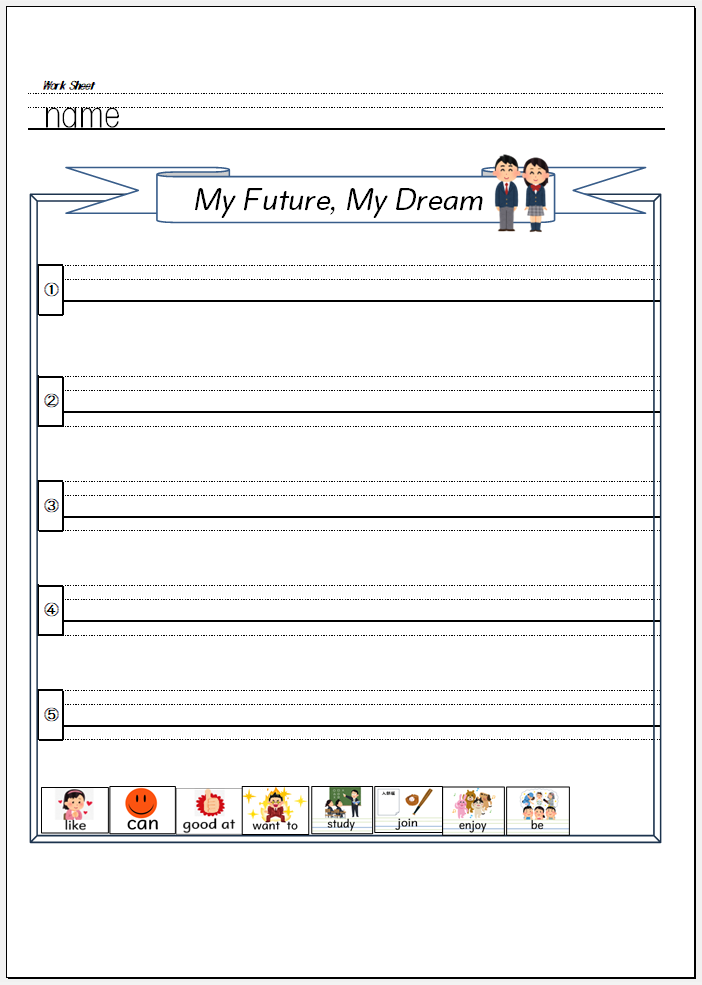 Work Sheet
name
My Future, My Dream
①
②
③
④
⑤
like can good at want to study join enjoy be